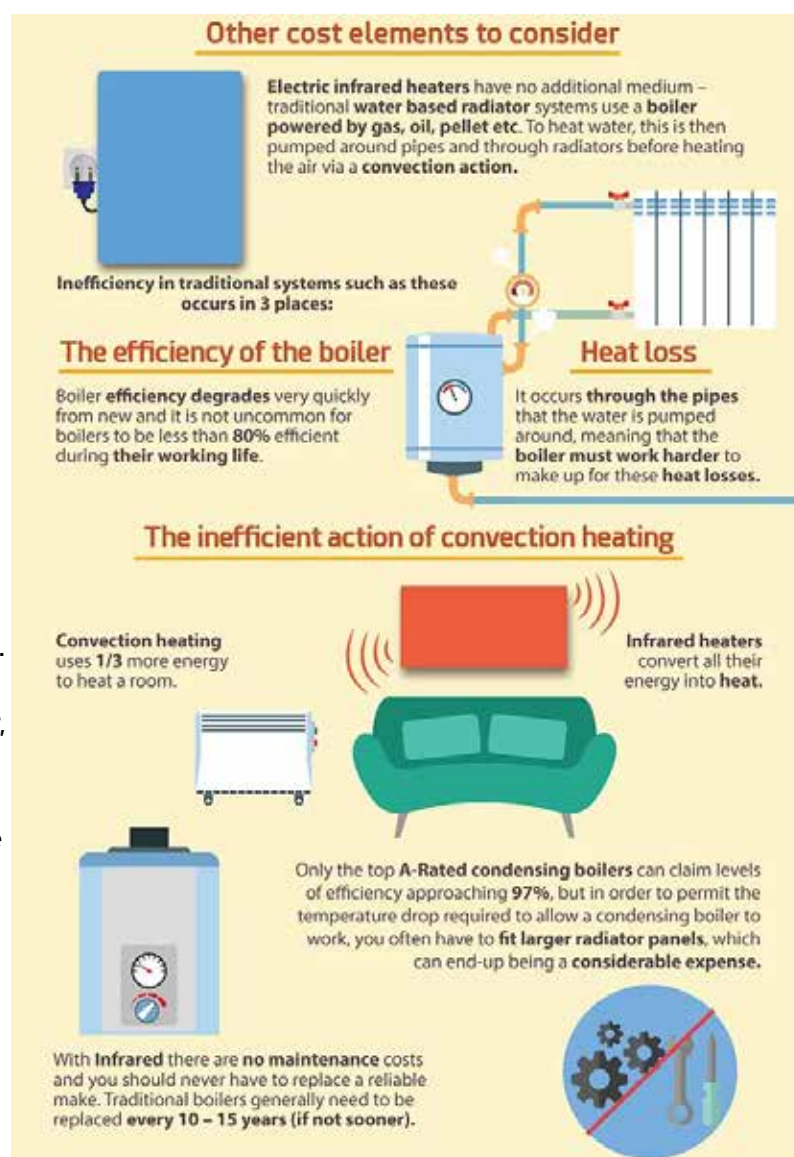 Other cost elements to consider
Electric infrared heaters have no additional medium –
traditional water based radiator systems use a boiler
powered by gas, oil, pellet etc. To heat water, this is then
pumped around pipes and through radiators before heating
the air via a convection action.
Inefficiency in traditional systems such as these
occurs in 3 places:
The efficiency of the boiler
Boiler efficiency degrades very quickly
from new and it is not uncommon for
boilers to be less than 80% efficient
during their working life.
Heat loss
It occurs through the pipes
that the water is pumped
around, meaning that the
boiler must work harder to
make up for these heat losses.
The inefficient action of convection heating
Convection heating
uses 1/3 more energy
to heat a room.
Infrared heaters
convert all their
energy into heat.
Only the top A-Rated condensing boilers can claim levels
of efficiency approaching 97%, but in order to permit the
temperature drop required to allow a condensing boiler to
work, you often have to fit larger radiator panels, which
can end-up being a considerable expense.
With Infrared there are no maintenance costs
and you should never have to replace a reliable
make. Traditional boilers generally need to be
replaced every 10 – 15 years (if not sooner).